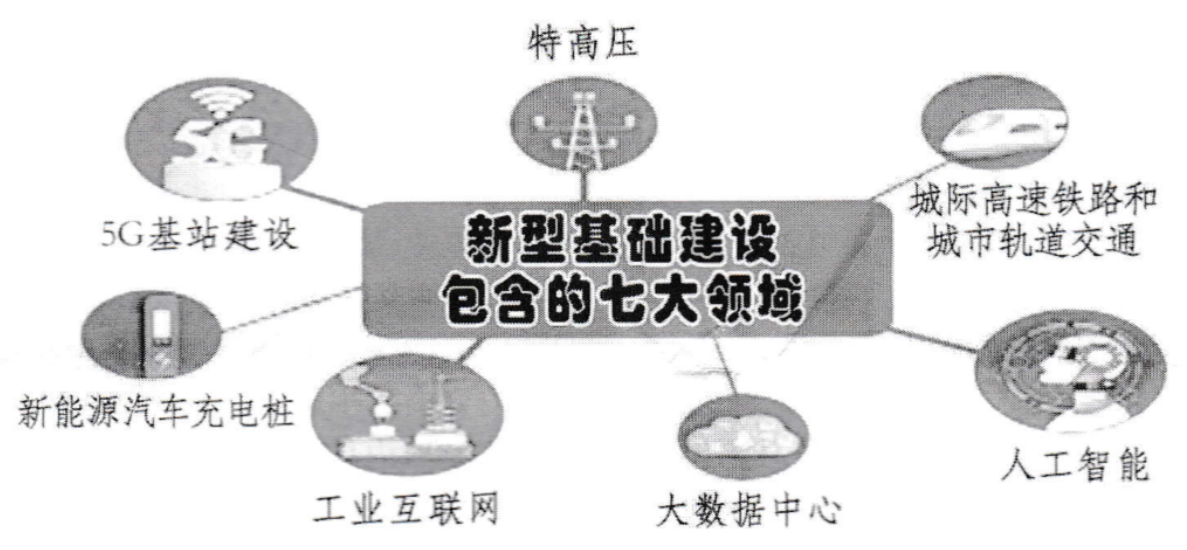 特高压
5G
5G基站建设
城际高速铁路和
城市轨道交通
新型基础建设
包含的七大领域
新能源汽车充电桩
人工智能
工业互联网
大数据中心